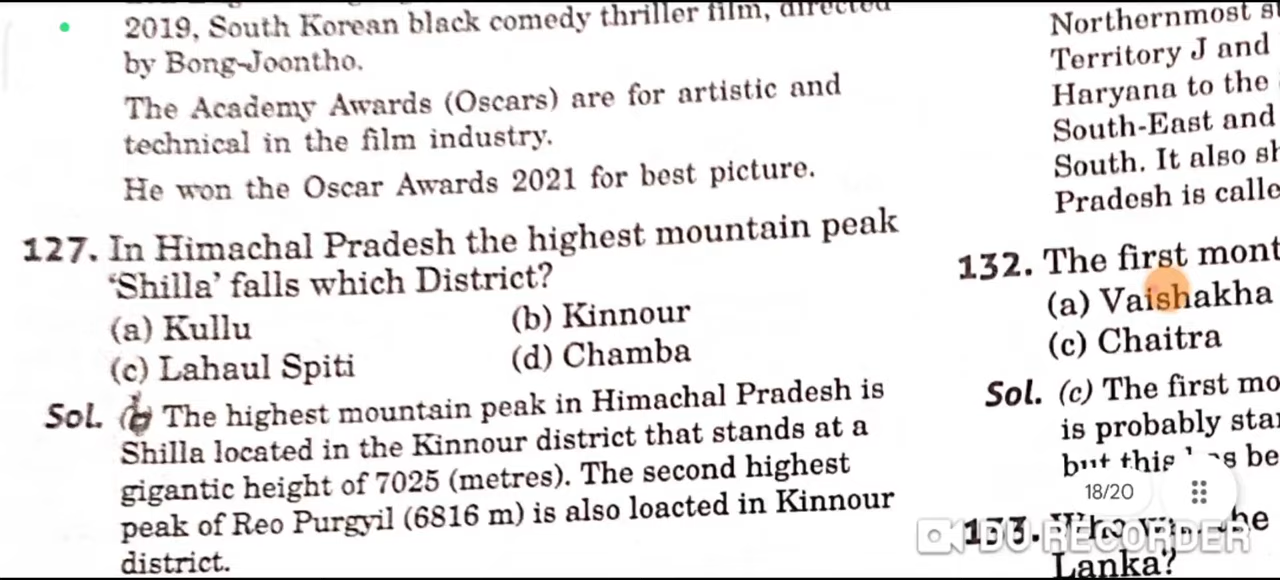 2019, South Korean black comedy thriller film, directed
by Bong-Joontho.
The Academy Awards (Oscars) are for artistic and
technical in the film industry.
He won the Oscar Awards 2021 for best picture.
127. In Himachal Pradesh the highest mountain peak
‘Shilla’ falls which District?
(a) Kullu
(b) Kinnour
(c) Lahaul Spiti
(d) Chamba
Sol. (b) The highest mountain peak in Himachal Pradesh is
Shilla located in the Kinnour district that stands at a
gigantic height of 7025 (metres). The second highest
peak of Reo Purgyil (6816 m) is also loacted in Kinnour
district.
Northernmost
Territory J and
Haryana to the
South-East and
South. It also
Pradesh is
132. The first
(a) Vaishakha
(c) Chaitra
Sol. (c) The first
is probably
but this be
18/20
133. Who the
Lanka?
DU RECORDER